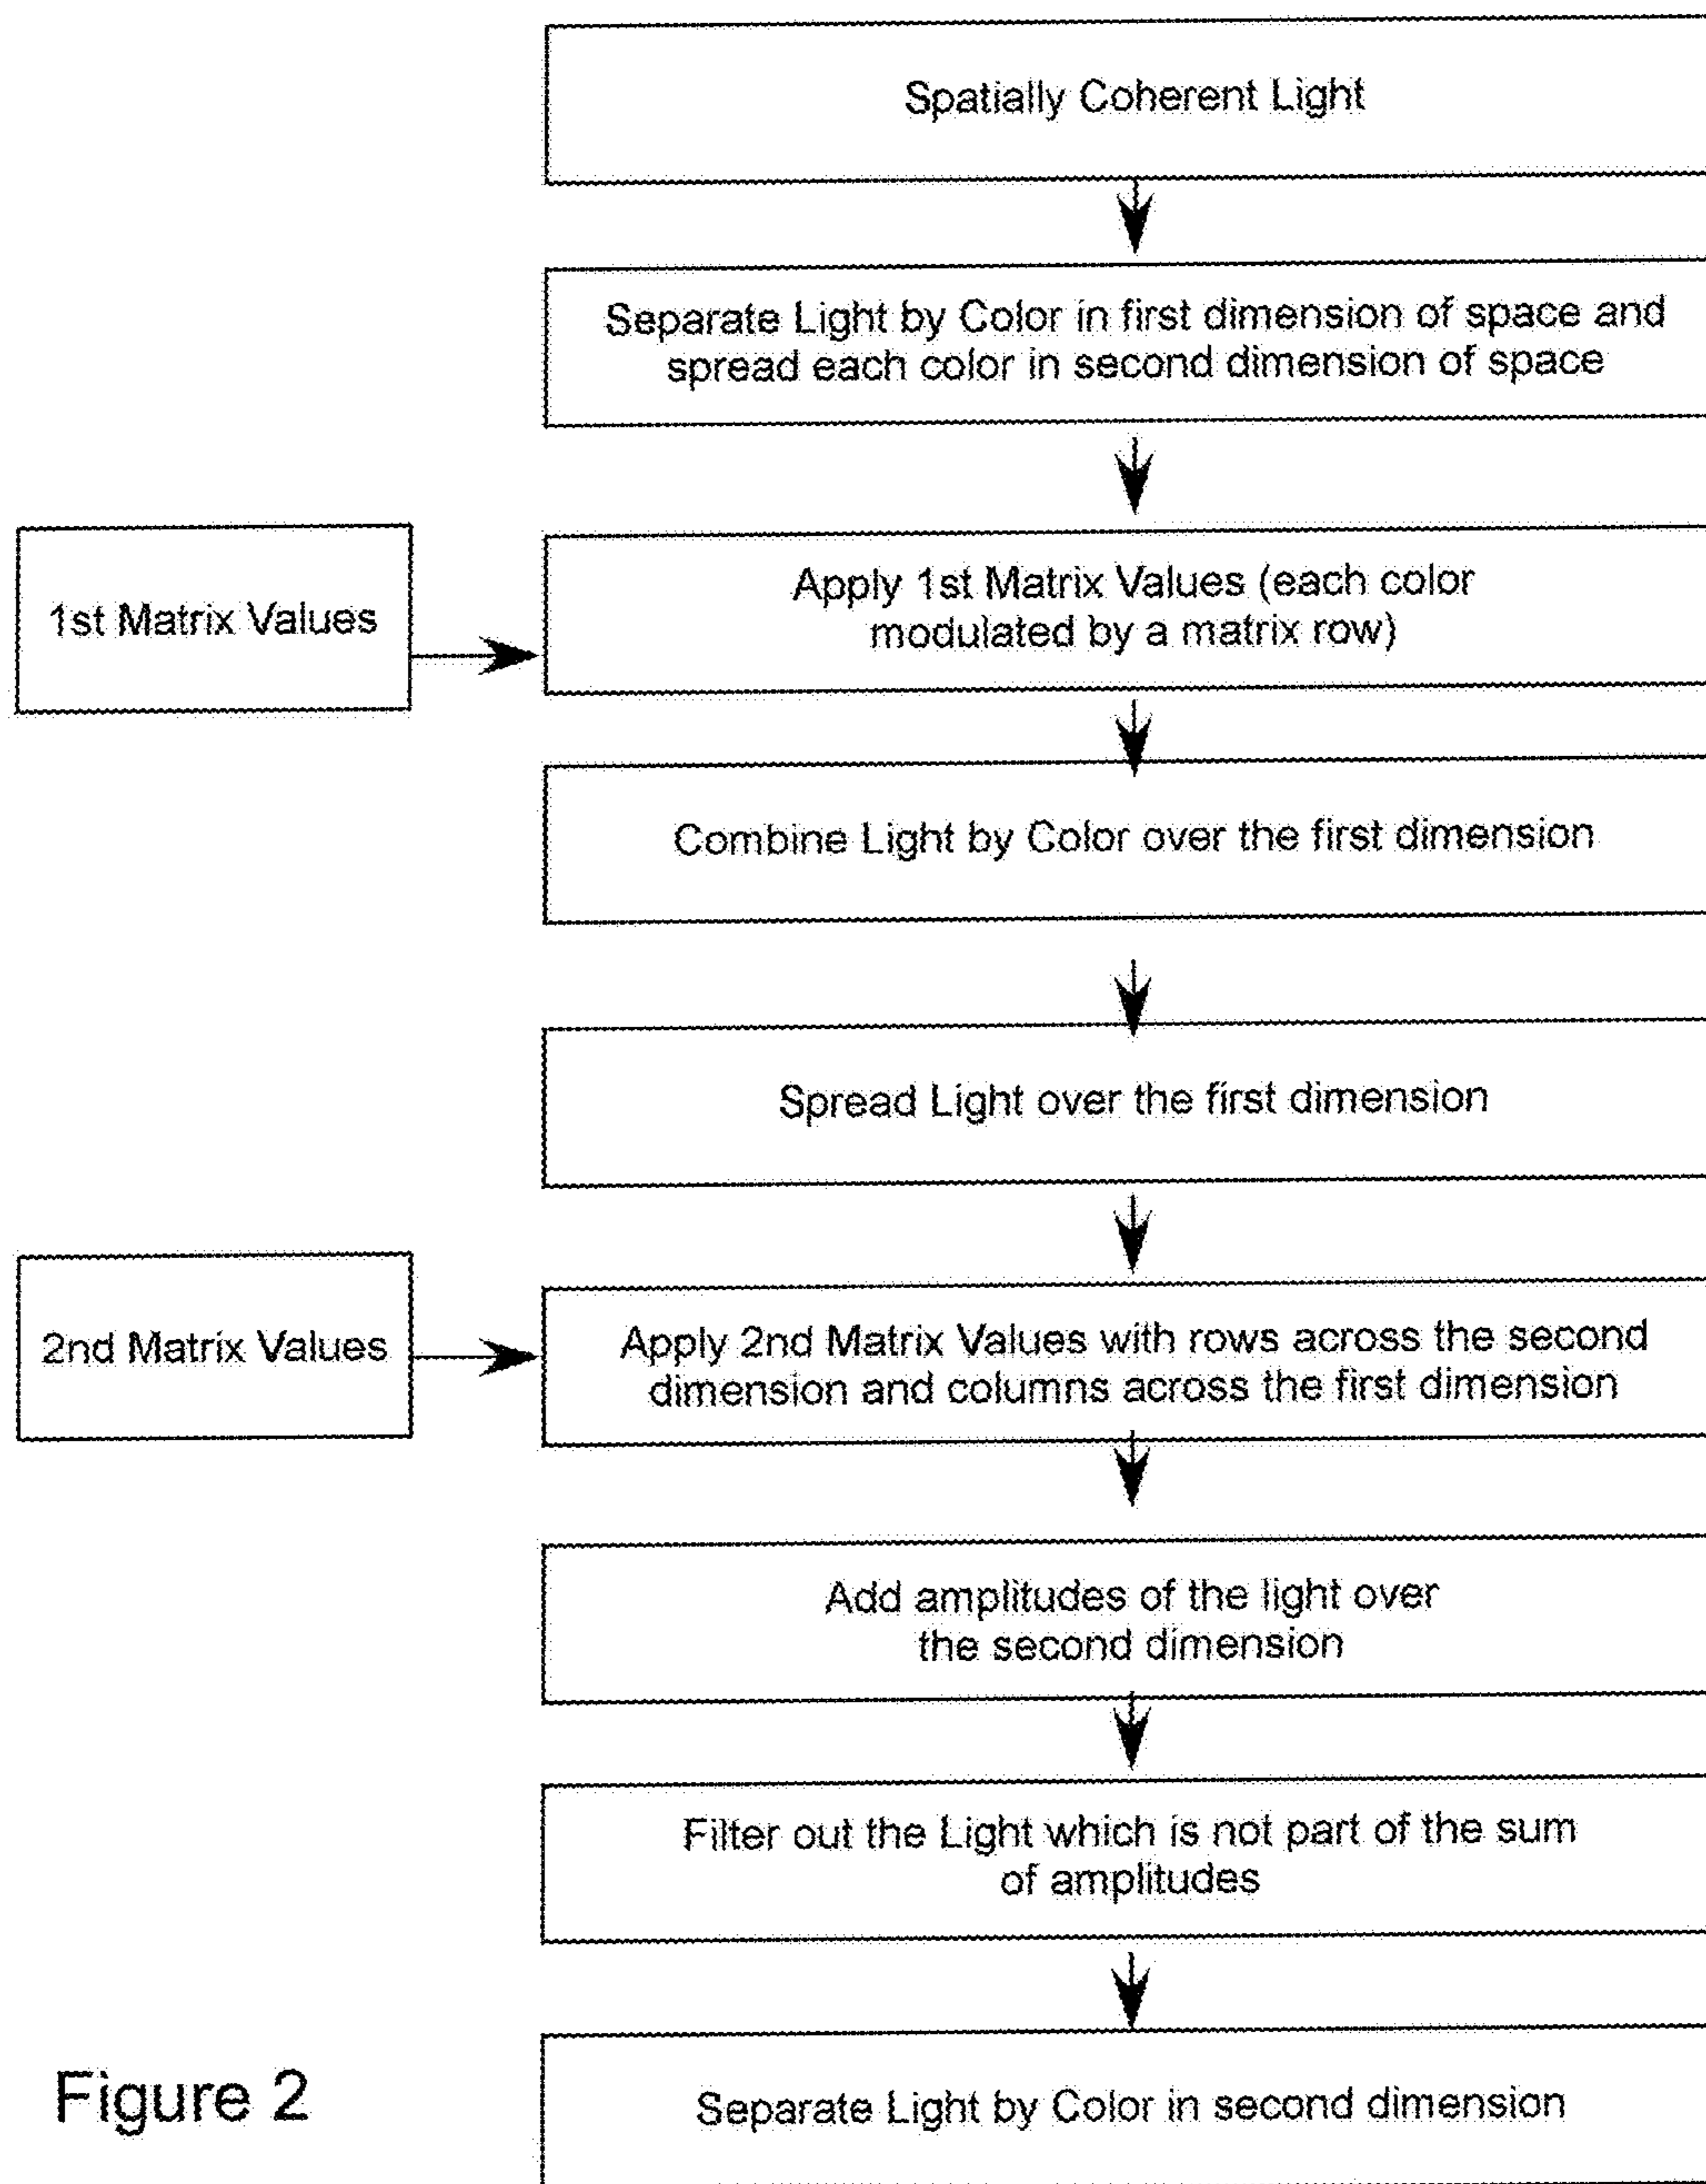 Spatially Coherent Light
Separate Light by Color in first dimension of space and
spread each color in second dimension of space
1st Matrix Values
Apply 1st Matrix Values (each color
modulated by a matrix row)
Combine Light by Color over the first dimension
Spread Light over the first dimension
2nd Matrix Values
Apply 2nd Matrix Values with rows across the second
dimension and columns across the first dimension
Add amplitudes of the light over
the second dimension
Filter out the Light which is not part of the sum
of amplitudes
Separate Light by Color in second dimension
Figure 2